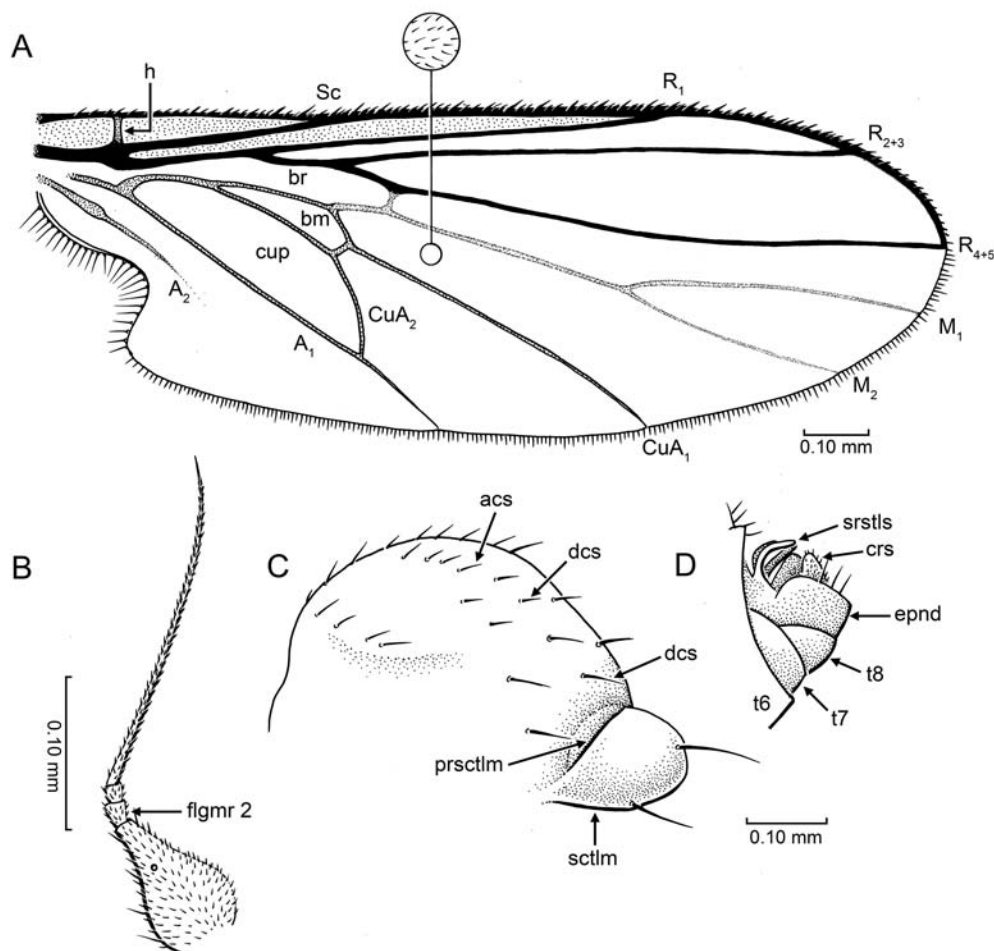 A
h
Sc
R1
R2+3
br
bm
cup
R4+5
A2
CuA2
A1
M1
M2
CuA1
0.10 mm
B
0.10 mm
flgmr 2
C
acs
dcs
dcs
prsctlm
sctlm
D
srstls
crs
epnd
t8
t6
t7
0.10 mm